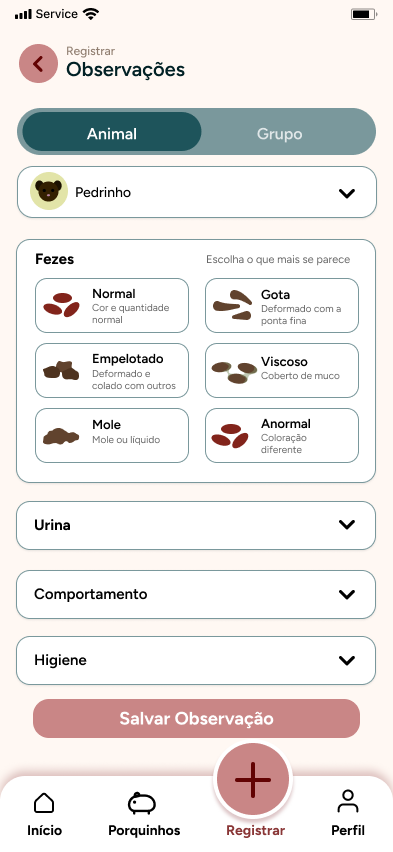 Service
Registrar
Observações
Animal
Grupo
Pedrinho
Fezes
Escolha o que mais se parece
Normal
Cor e quantidade
normal
Gota
Deformado com a
ponta fina
Empelotado
Deformado e
colado com outros
Viscoso
Coberto de muco
Mole
Mole ou líquido
Anormal
Coloração
diferente
Urina
Comportamento
Higiene
Salvar Observação
Início
Porquinhos
Registrar
Perfil